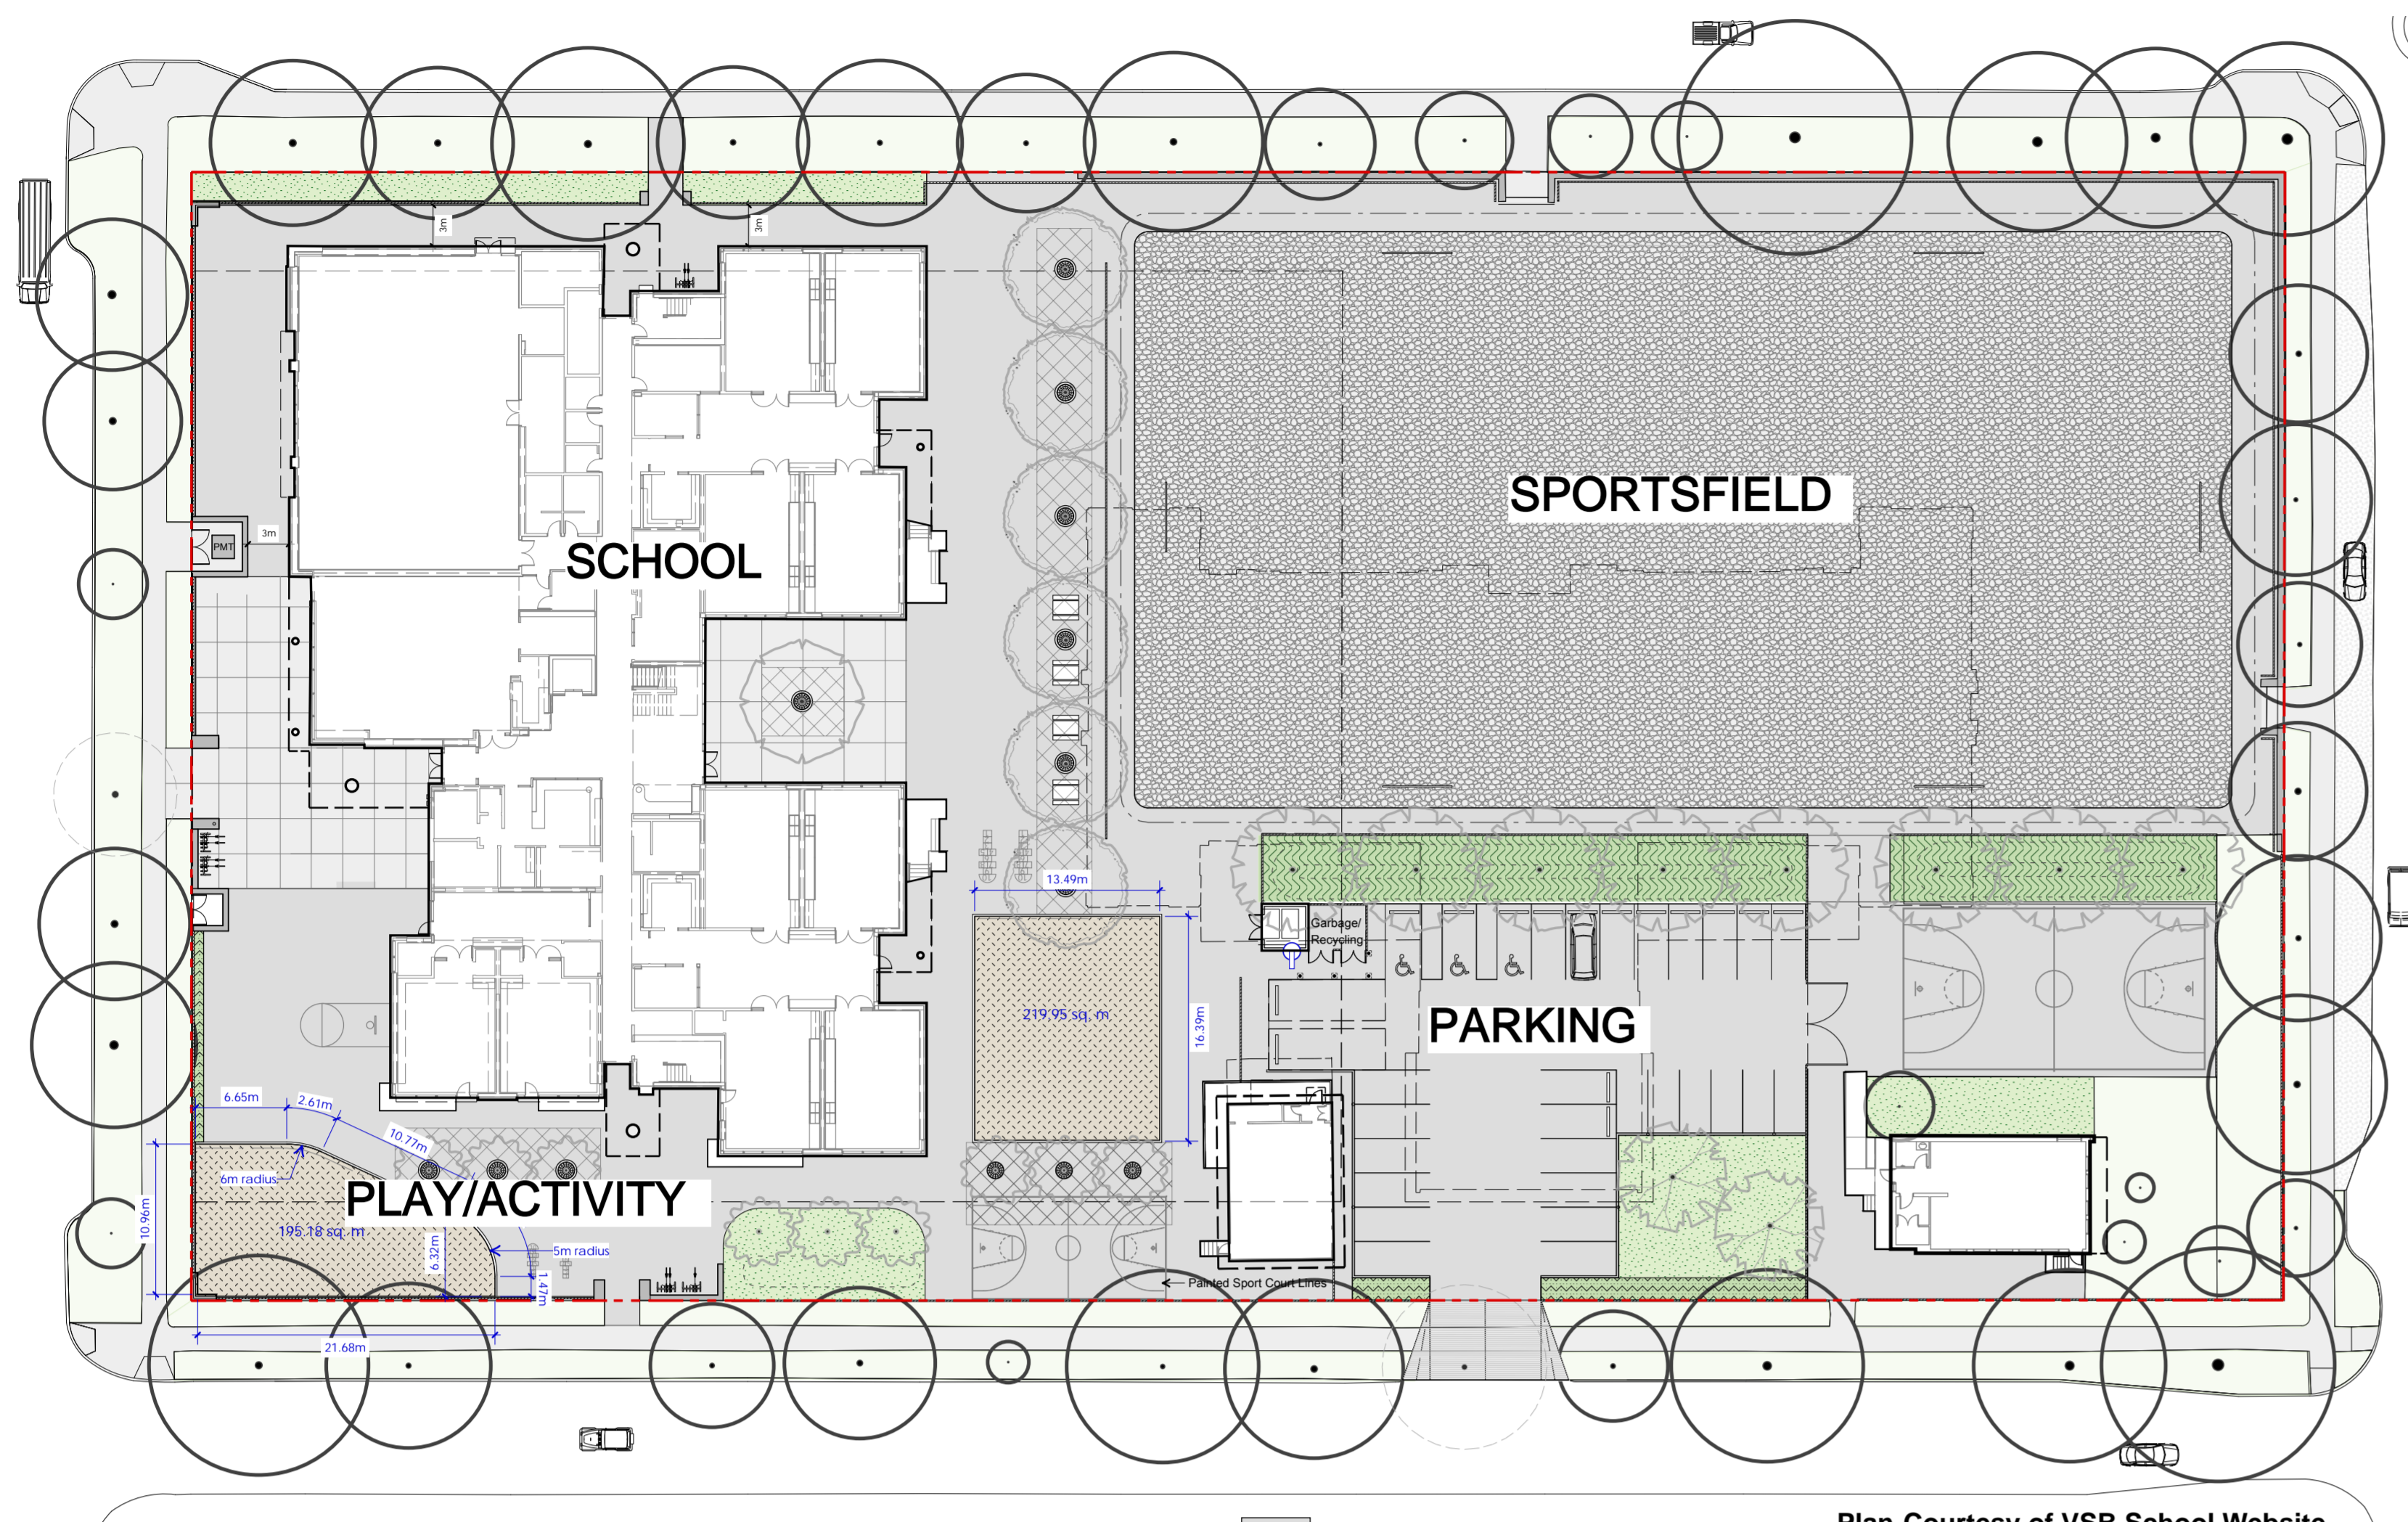 3m
3m
SPORTSFIELD
SCHOOL
PMT
3m
13.49m
Garbage/
Recycling
219.95 sq. m
16.39m
PARKING
6.65m
2.61m
10.77m
6m radius
PLAY/ACTIVITY
10.96m
195.18 sq. m
6.32m
5m radius
1.47m
Painted Sport Court Lines
21.68m
Plan Courtesy of VSB School Website